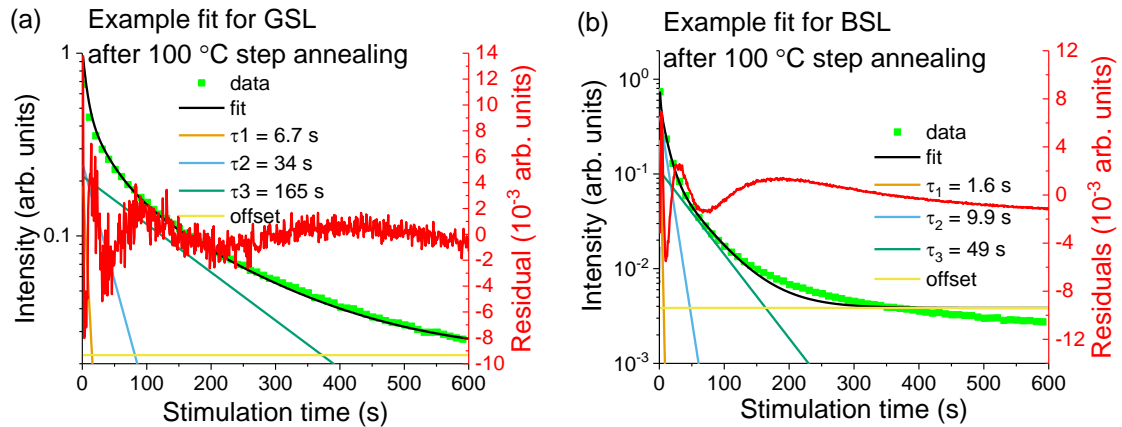 (a) Example fit for GSL
after 100 °C step annealing
1
0.1
Intensity (arb. units)
data
fit
τ1 = 6.7 s
τ2 = 34 s
τ3 = 165 s
offset
14
12
10
8
6
4
2
0
-2
-4
-6
-8
-10
Residual (10⁻³ arb. units)
0 100 200 300 400 500 600
Stimulation time (s)
(b) Example fit for BSL
after 100 °C step annealing
10⁰
10⁻¹
10⁻²
10⁻³
Intensity (arb. units)
data
fit
τ₁ = 1.6 s
τ₂ = 9.9 s
τ₃ = 49 s
offset
12
8
4
0
-4
-8
-12
Residuals (10⁻³ arb. units)
0 100 200 300 400 500 600
Stimulation time (s)